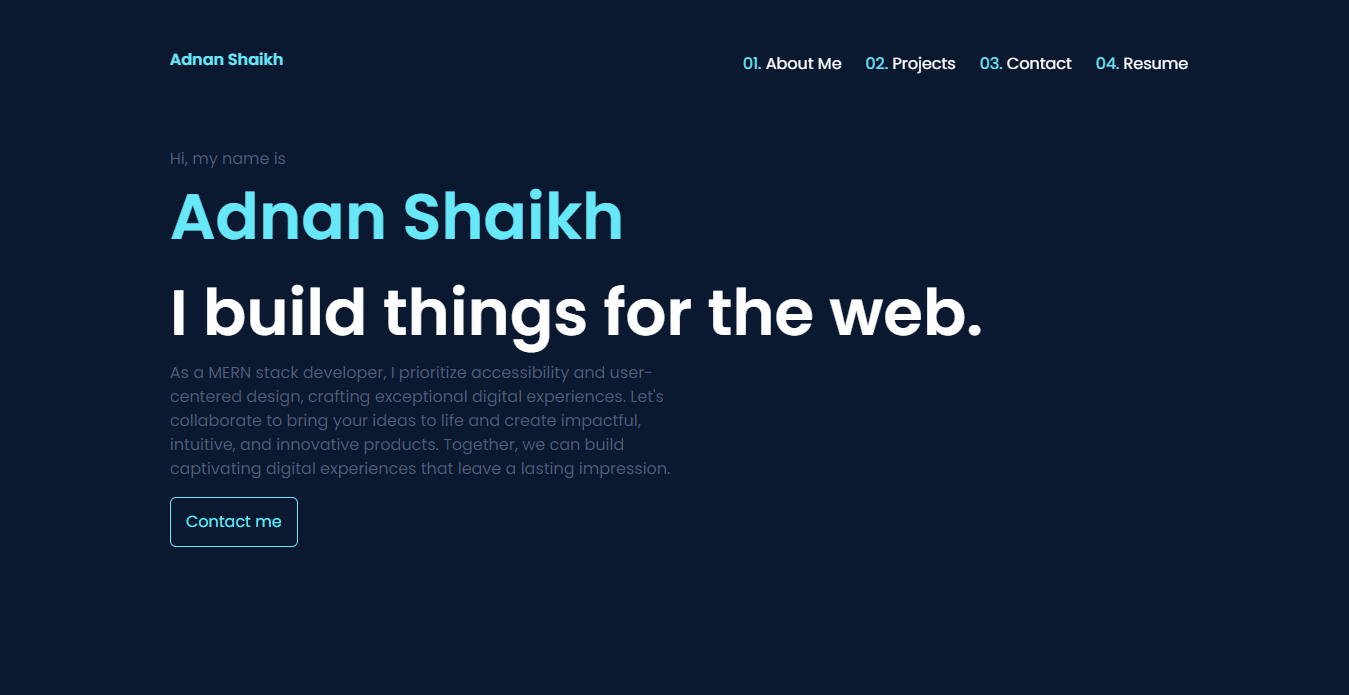 Adnan Shaikh
01. About Me 02. Projects 03. Contact 04. Resume
Hi, my name is
Adnan Shaikh
I build things for the web.
As a MERN stack developer, I prioritize accessibility and user-
centered design, crafting exceptional digital experiences. Let's
collaborate to bring your ideas to life and create impactful,
intuitive, and innovative products. Together, we can build
captivating digital experiences that leave a lasting impression.
Contact me